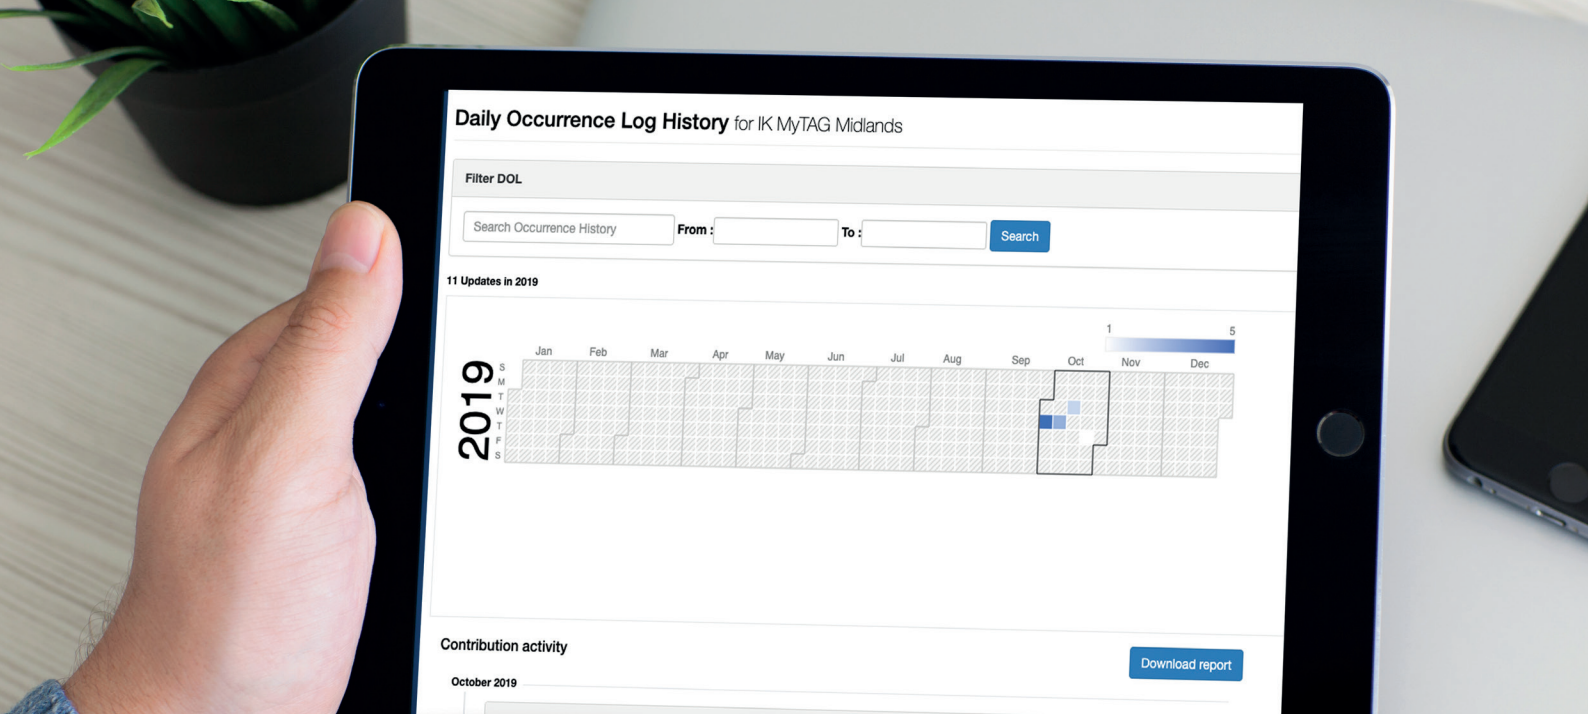 Daily Occurrence Log History for IK MyTAG Midlands
Filter DOL
Search Occurrence History From : To : Search
11 Updates in 2019
1 5
Jan Feb Mar Apr May Jun Jul Aug Sep Oct Nov Dec
2019
S
M
T
W
T
F
S
Contribution activity
Download report
October 2019